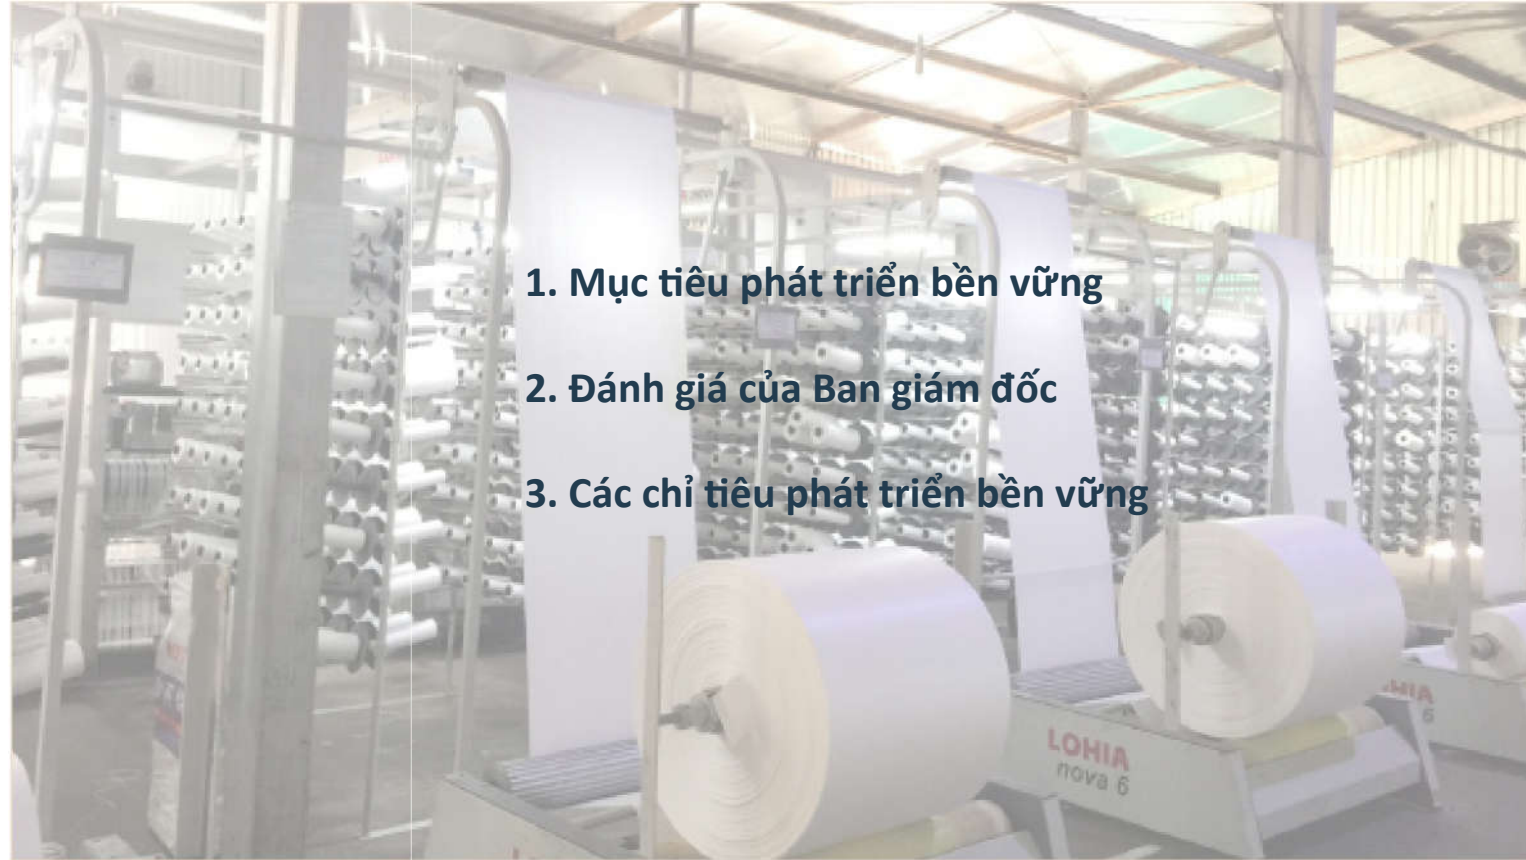 1. Mục tiêu phát triển bền vững
2. Đánh giá của Ban giám đốc
3. Các chỉ tiêu phát triển bền vững
LOHIA
nova 6